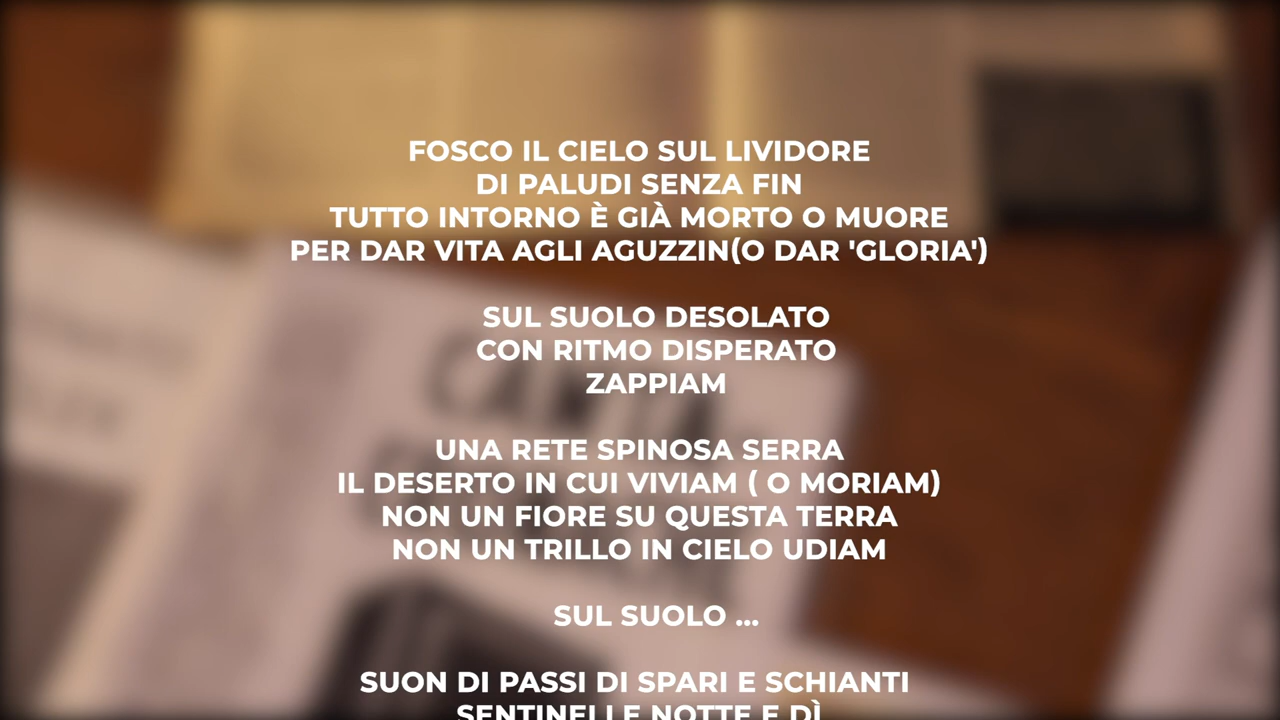 FOSCO IL CIELO SUL LIVIDORE
DI PALUDI SENZA FIN
TUTTO INTORNO È GIÀ MORTO O MUORE
PER DAR VITA AGLI AGUZZIN(O DAR 'GLORIA')
SUL SUOLO DESOLATO
CON RITMO DISPERATO
ZAPPIAM
UNA RETE SPINOSA SERRA
IL DESERTO IN CUI VIVIAM ( O MORIAM)
NON UN FIORE SU QUESTA TERRA
NON UN TRILLO IN CIELO UDIAM
SUL SUOLO ...
SUON DI PASSI DI SPARI E SCHIANTI
SENTINELLE NOTTE E DÌ